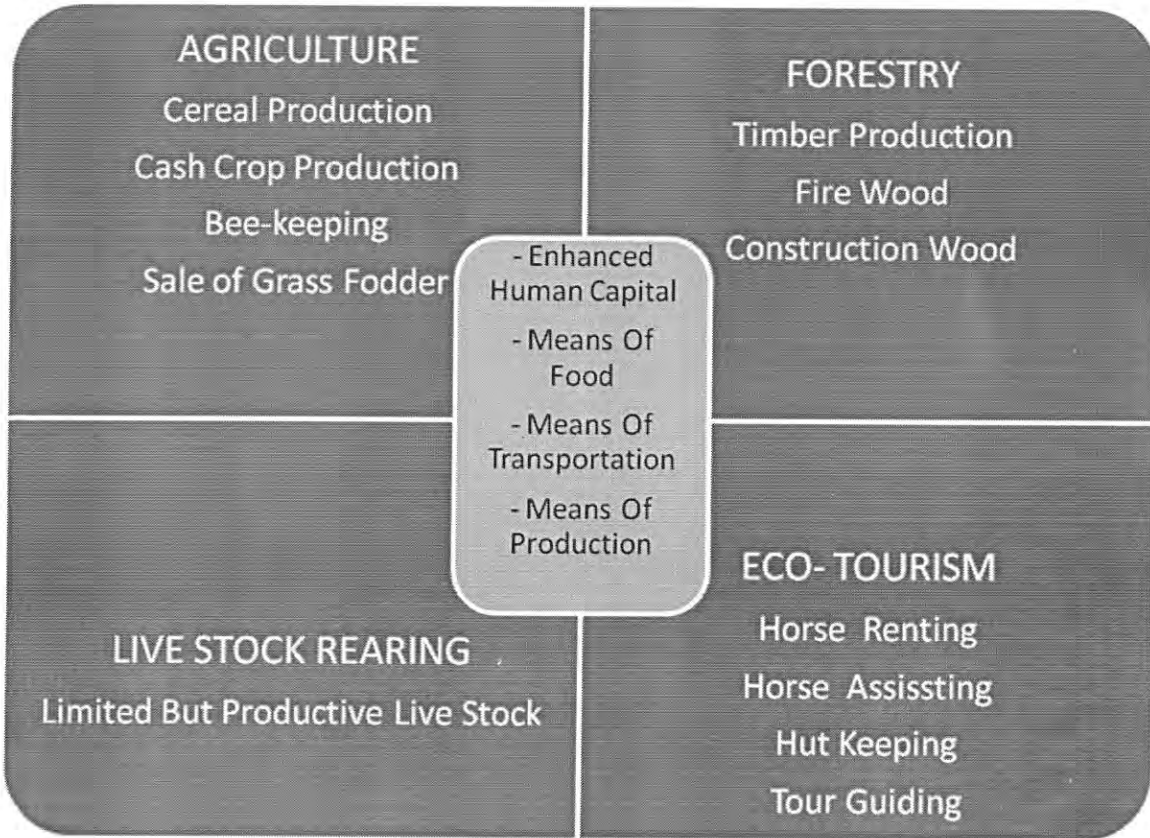 AGRICULTURE
Cereal Production
Cash Crop Production
Bee-keeping
Sale of Grass Fodder
FORESTRY
Timber Production
Fire Wood
Construction Wood
- Enhanced
Human Capital
- Means Of
Food
- Means Of
Transportation
- Means Of
Production
LIVE STOCK REARING
Limited But Productive Live Stock
ECO- TOURISM
Horse Renting
Horse Assissting
Hut Keeping
Tour Guiding